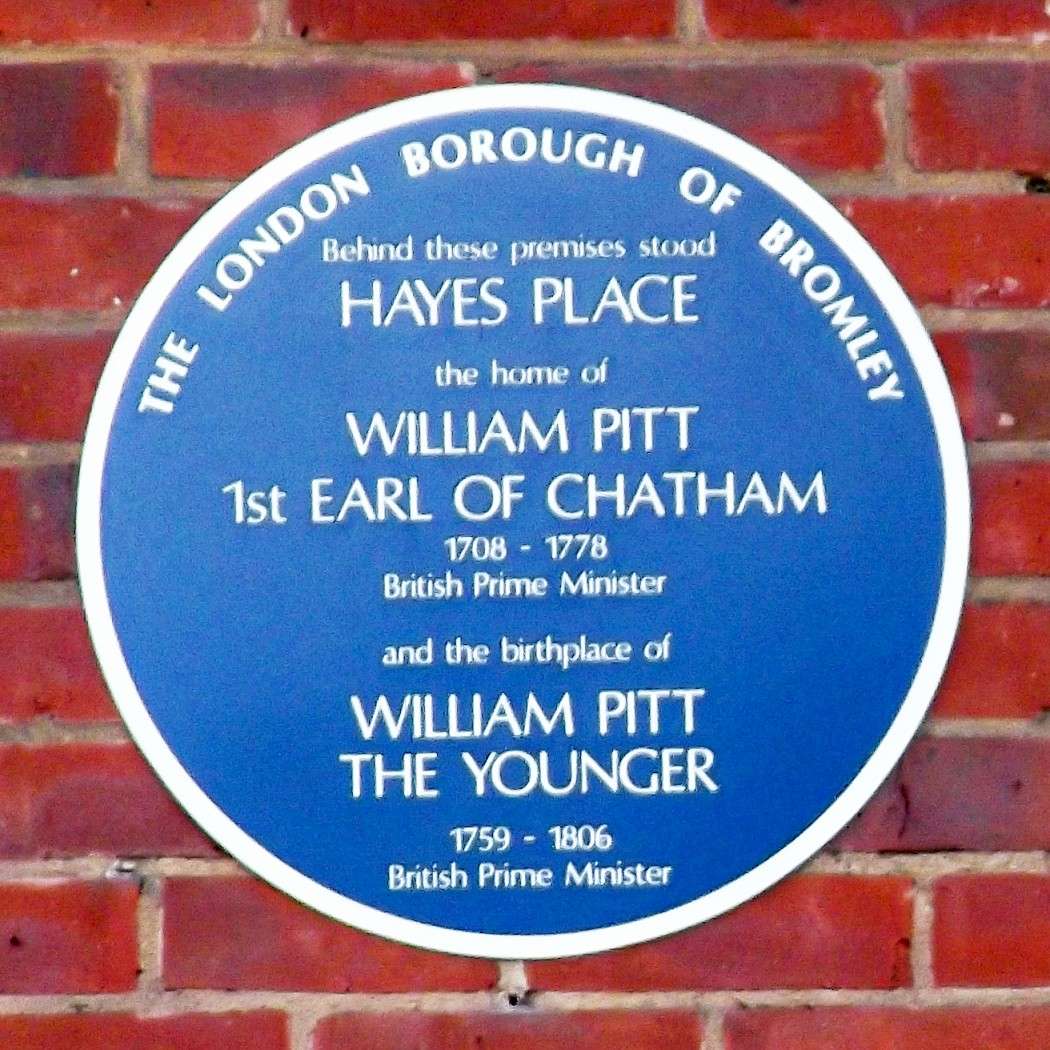 THE LONDON BOROUGH OF BROMLEY
Behind these premises stood
HAYES PLACE
the home of
WILLIAM PITT
1st EARL OF CHATHAM
1708 - 1778
British Prime Minister
and the birthplace of
WILLIAM PITT
THE YOUNGER
1759 - 1806
British Prime Minister